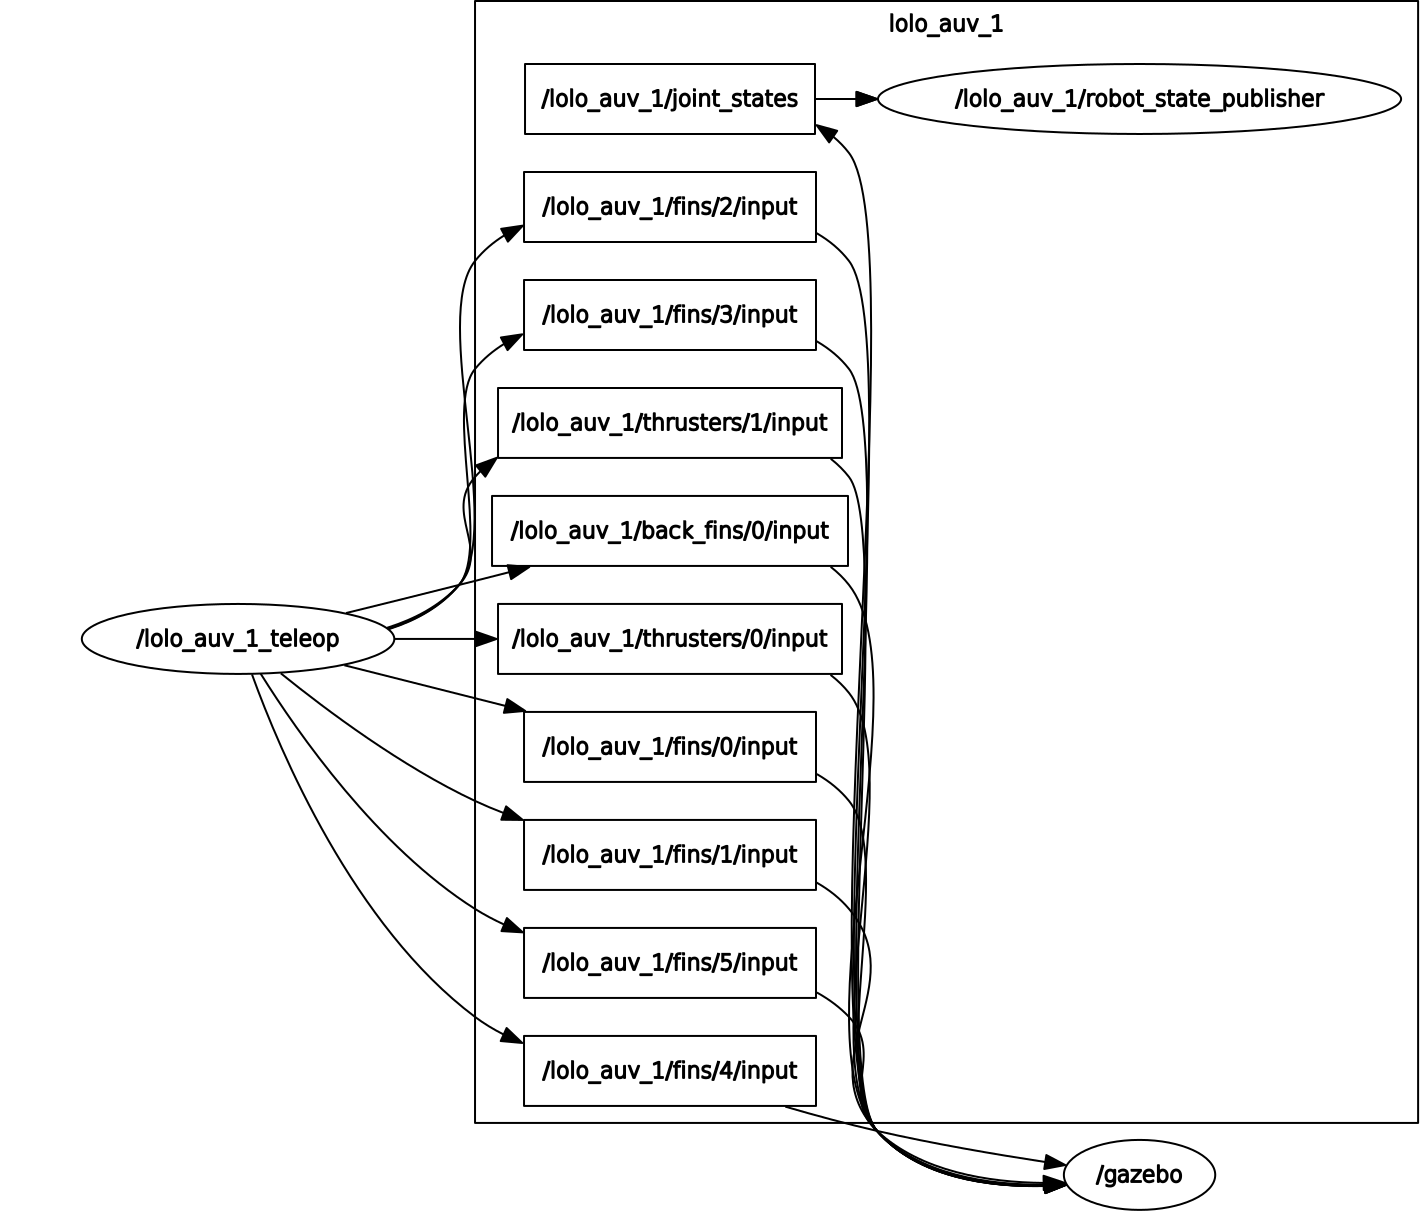 lolo_auv_1
/lolo_auv_1/joint_states
/lolo_auv_1/robot_state_publisher
/lolo_auv_1/fins/2/input
/lolo_auv_1/fins/3/input
/lolo_auv_1/thrusters/1/input
/lolo_auv_1/back_fins/0/input
/lolo_auv_1_teleop
/lolo_auv_1/thrusters/0/input
/lolo_auv_1/fins/0/input
/lolo_auv_1/fins/1/input
/lolo_auv_1/fins/5/input
/lolo_auv_1/fins/4/input
/gazebo